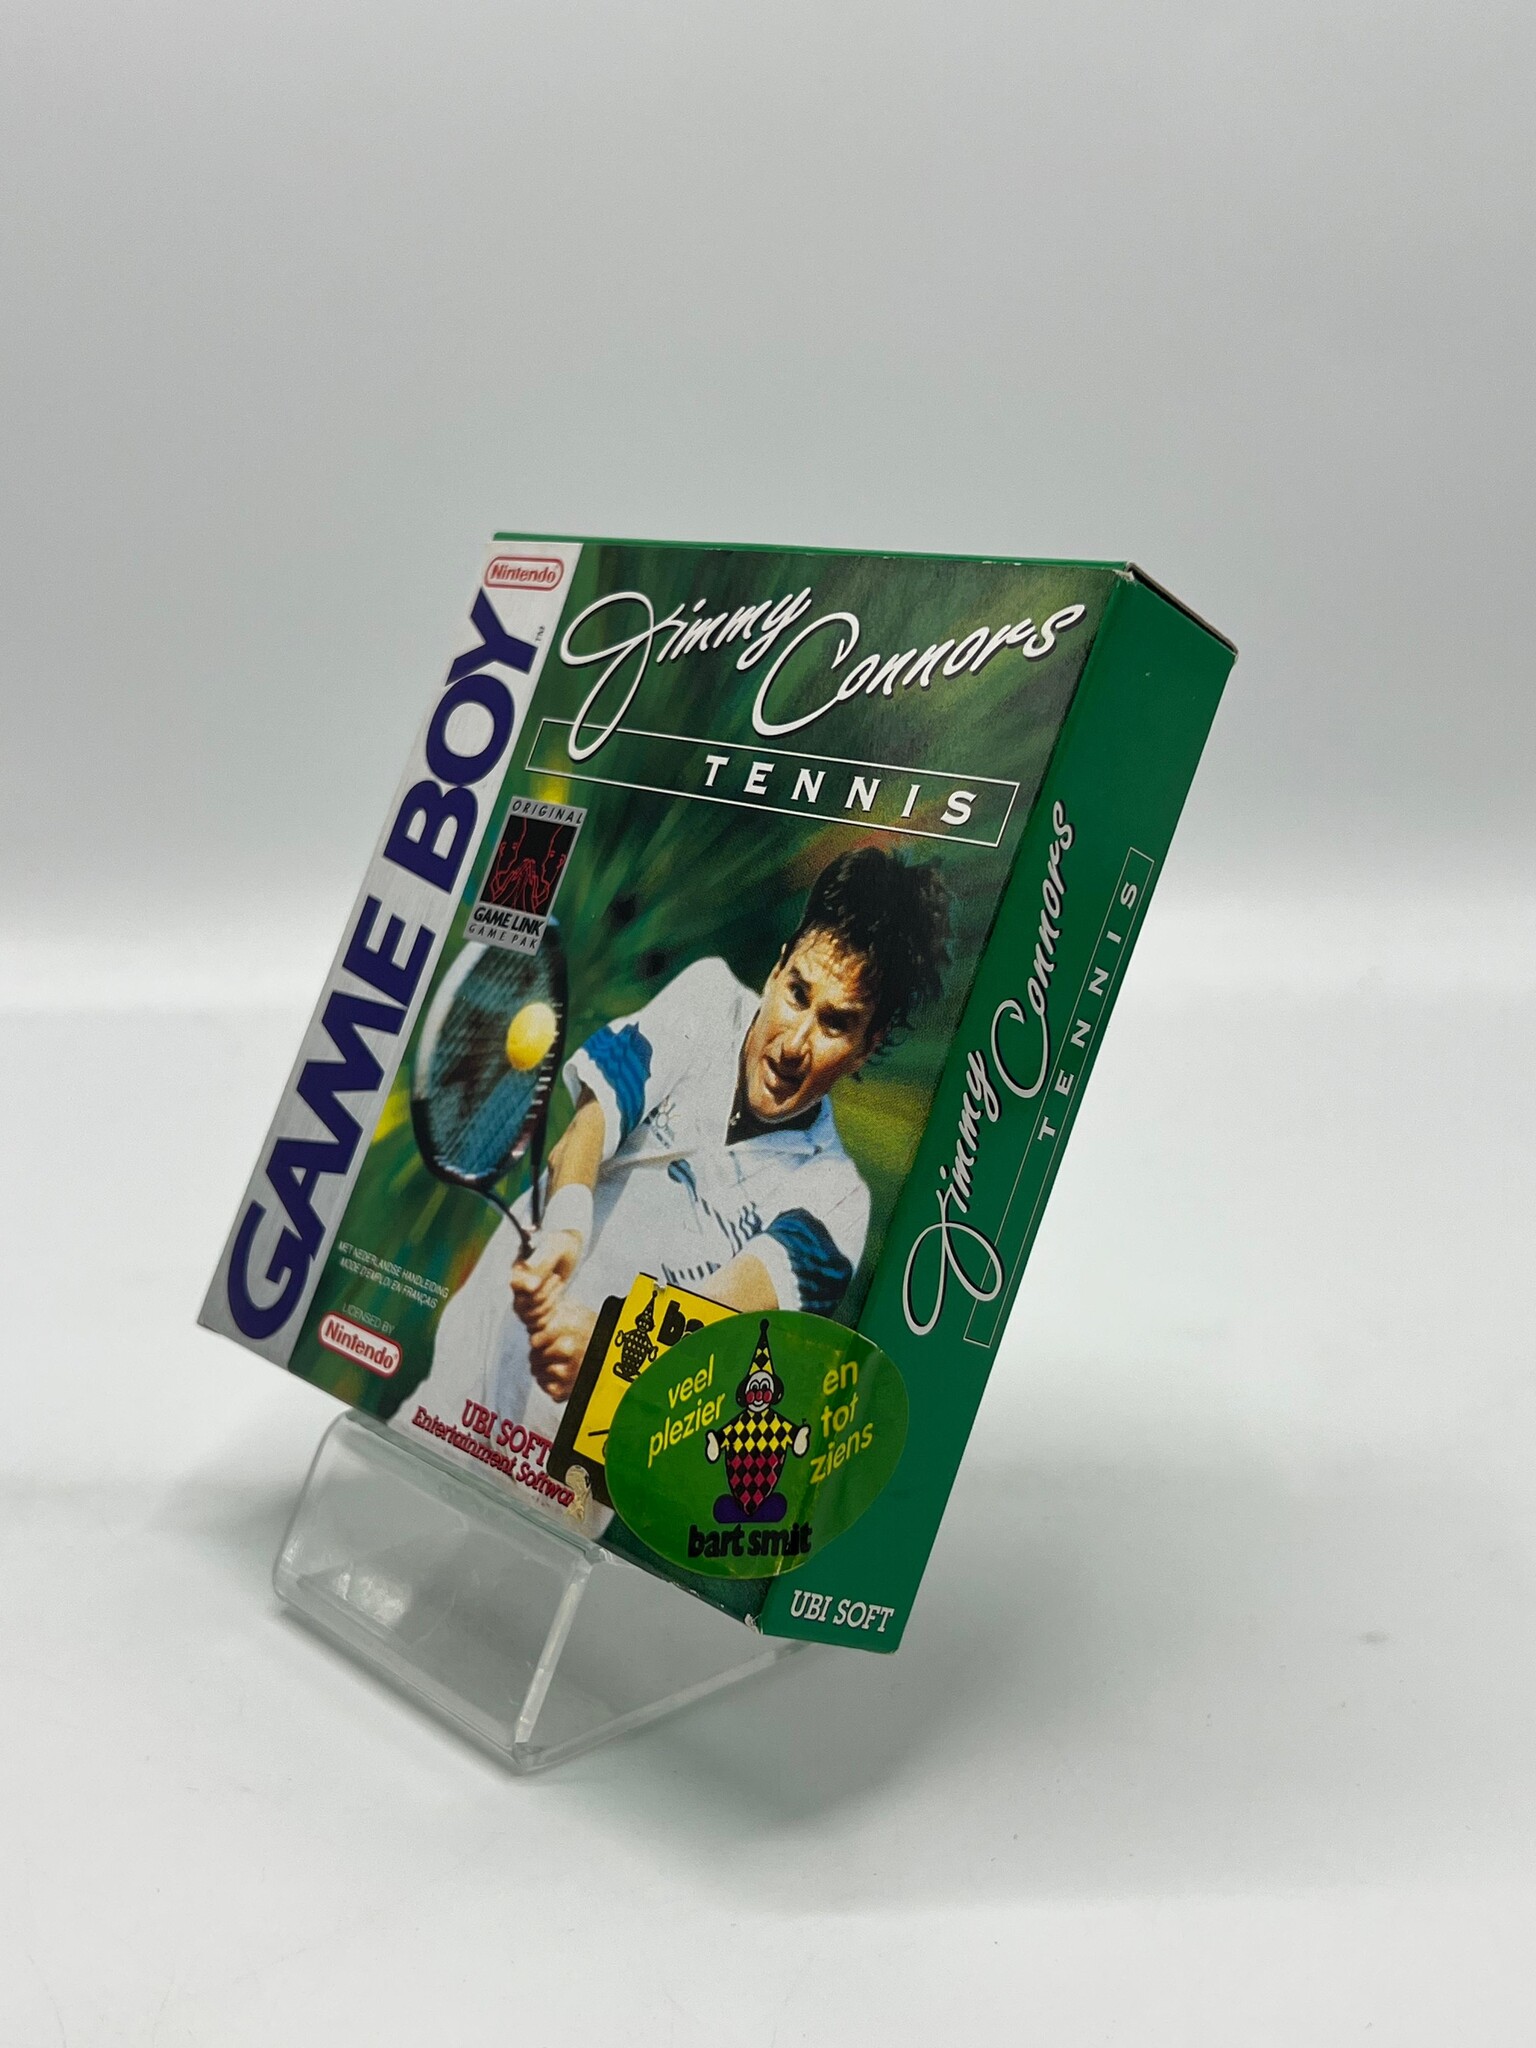 Nintendo
GAME BOY™
Jimmy Connors
TENNIS
ORIGINAL
GAME LINK
GAME PAK
MET NEDERLANDSE HANDLEIDING
MODE D'EMPLOI EN FRANÇAIS
LICENSED BY
Nintendo
UBI SOFT
Entertainment Software
veel
plezier
en
tot
ziens
bart smit
Jimmy Connors
TENNIS
UBI SOFT